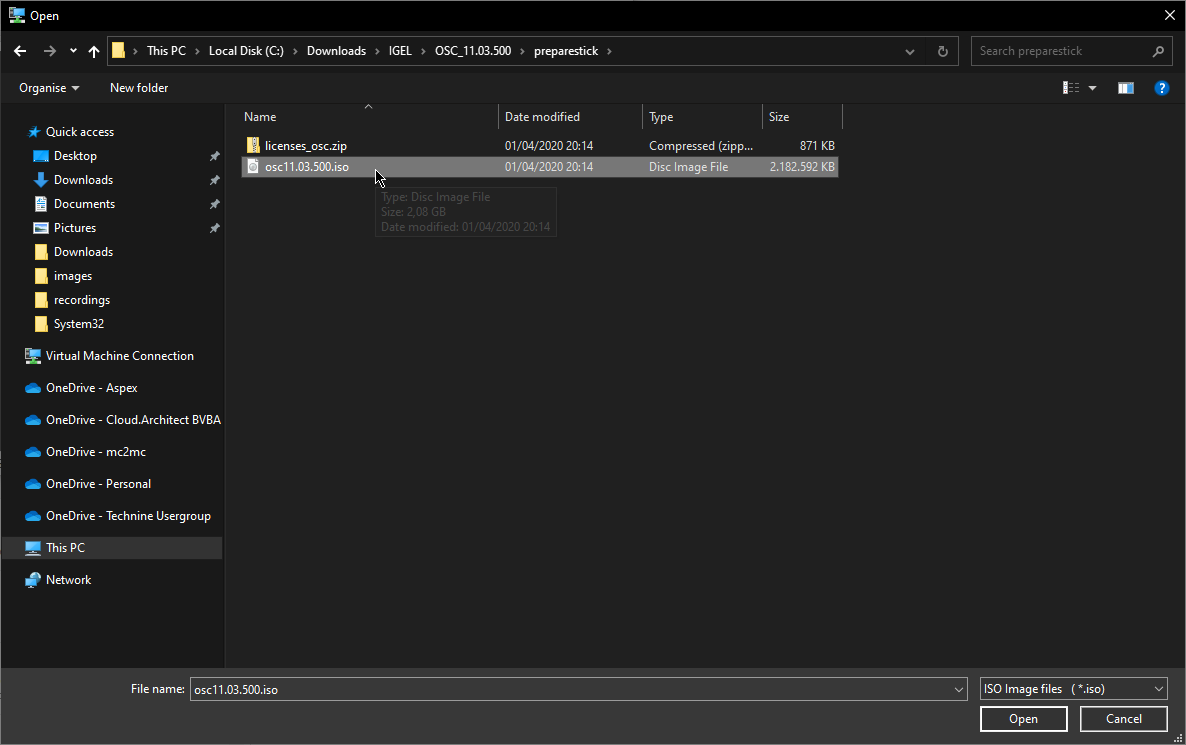 Open
This PC Local Disk (C:) Downloads IGEL OSC_11.03.500 preparestick
Search preparestick
Organise New folder
?
Name Date modified Type Size
licenses_osc.zip 01/04/2020 20:14 Compressed (zipp... 871 KB
osc11.03.500.iso 01/04/2020 20:14 Disc Image File 2.182.592 KB
Type: Disc Image File
Size: 2,08 GB
Date modified: 01/04/2020 20:14
Quick access
Desktop
Downloads
Documents
Pictures
Downloads
images
recordings
System32
Virtual Machine Connection
OneDrive - Aspex
OneDrive - Cloud.Architect BVBA
OneDrive - mc2mc
OneDrive - Personal
OneDrive - Technine Usergroup
This PC
Network
File name: osc11.03.500.iso ISO Image files (*.iso)
Open Cancel